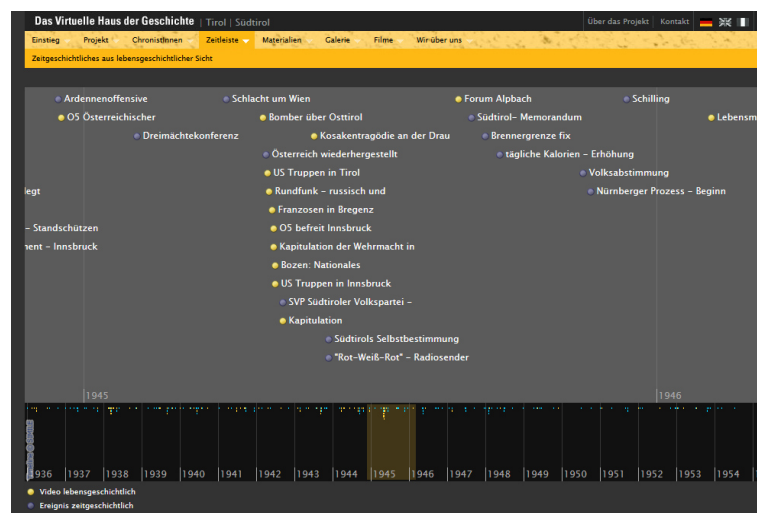 Das Virtuelle Haus der Geschichte | Tirol | Südtirol
Über das Projekt | Kontakt
Einstieg Projekt ChronistInnen Zeitleiste Materialien Galerie Filme Wir über uns
Zeitgeschichtliches aus lebensgeschichtlicher Sicht
Ardennenoffensive Schlacht um Wien Forum Alpbach Schilling
O5 Österreichischer Bomber über Osttirol Südtirol- Memorandum Lebensm
Dreimächtekonferenz Kosakentragödie an der Drau Brennergrenze fix
Österreich wiederhergestellt tägliche Kalorien - Erhöhung
US Truppen in Tirol Volksabstimmung
legt Rundfunk - russisch und Nürnberger Prozess - Beginn
Franzosen in Bregenz
- Standschützen O5 befreit Innsbruck
nent - Innsbruck Kapitulation der Wehrmacht in
Bozen: Nationales
US Truppen in Innsbruck
SVP Südtiroler Volkspartei -
Kapitulation
Südtirols Selbstbestimmung
"Rot-Weiß-Rot" - Radiosender
1945 1946
1936 1937 1938 1939 1940 1941 1942 1943 1944 1945 1946 1947 1948 1949 1950 1951 1952 1953 1954
Video lebensgeschichtlich
Ereignis zeitgeschichtlich